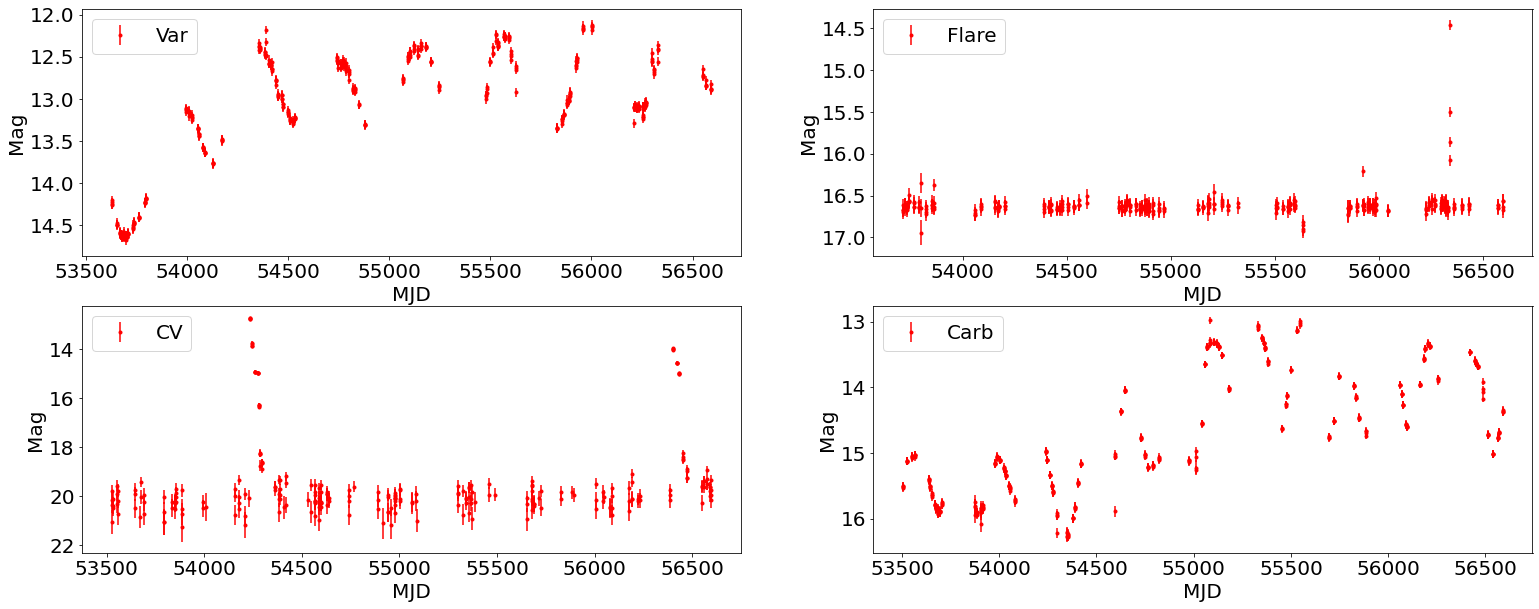 12.0
12.5
13.0
13.5
14.0
14.5
Mag
Var
53500 54000 54500 55000 55500 56000 56500
MJD
14.5
15.0
15.5
16.0
16.5
17.0
Mag
Flare
54000 54500 55000 55500 56000 56500
MJD
14
16
18
20
22
Mag
CV
53500 54000 54500 55000 55500 56000 56500
MJD
13
14
15
16
Mag
Carb
53500 54000 54500 55000 55500 56000 56500
MJD